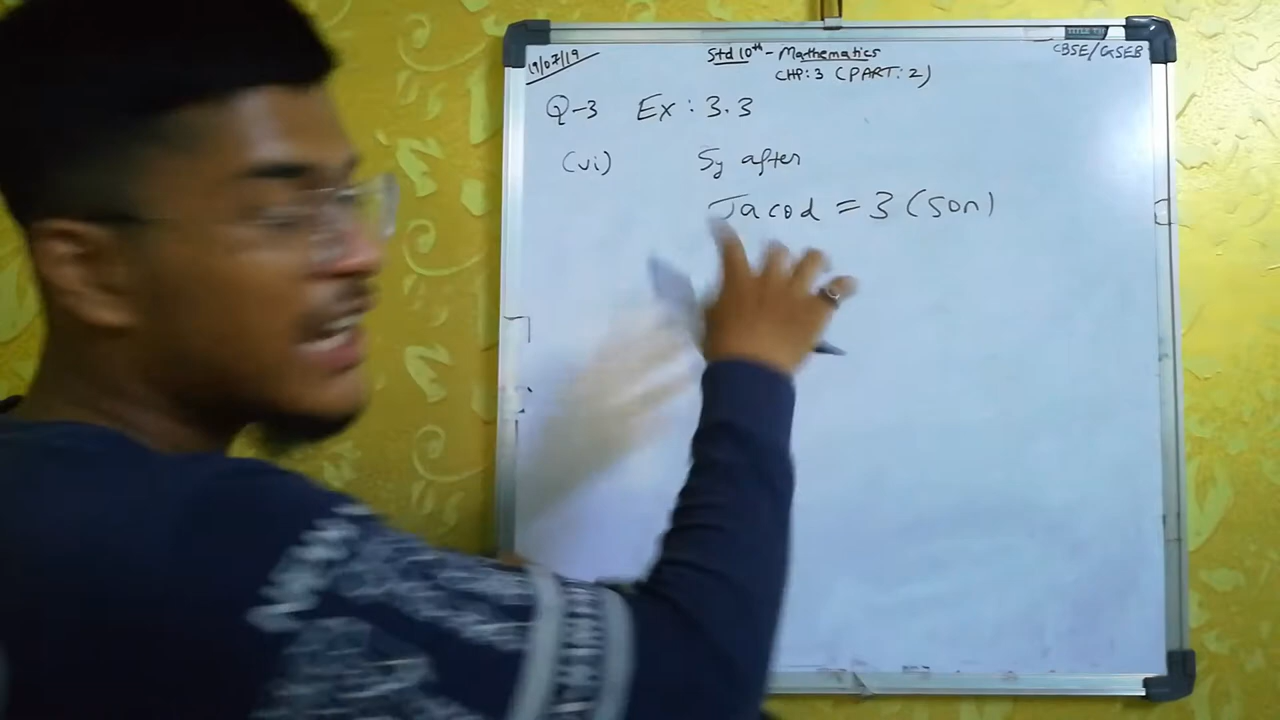 19/07/19
Std 10th - Mathematics
CBSE/GSEB
CHP: 3 (PART: 2)
Q-3 Ex: 3.3
(vi) 5y after
Jacod = 3 (son)